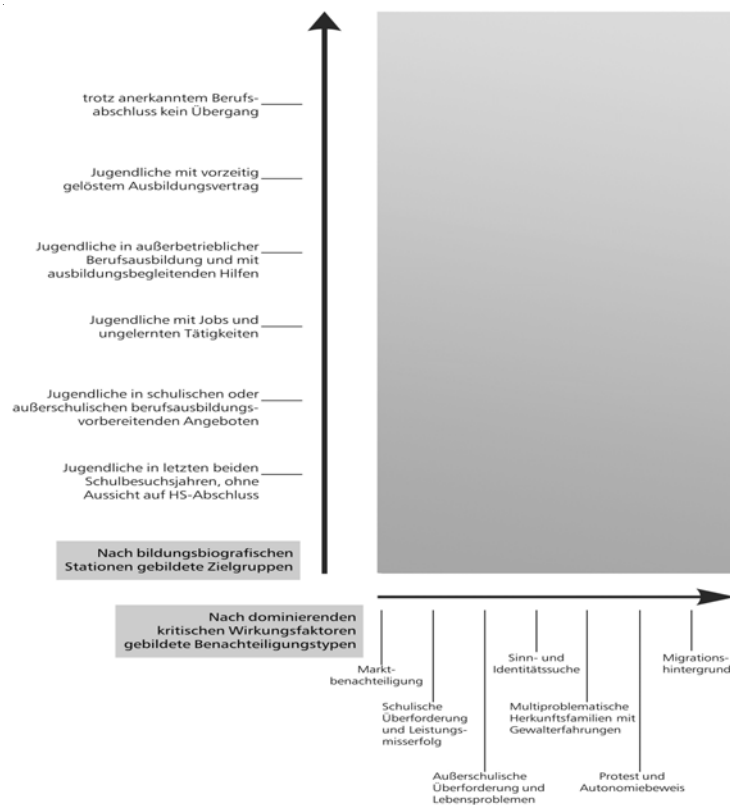 trotz anerkanntem Berufs-
abschluss kein Übergang
Jugendliche mit vorzeitig
gelöstem Ausbildungsvertrag
Jugendliche in außerbetrieblicher
Berufsausbildung und mit
ausbildungsbegleitenden Hilfen
Jugendliche mit Jobs und
ungelernten Tätigkeiten
Jugendliche in schulischen oder
außerschulischen berufsausbildungs-
vorbereitenden Angeboten
Jugendliche in letzten beiden
Schulbesuchsjahren, ohne
Aussicht auf HS-Abschluss
Nach bildungsbiografischen
Stationen gebildete Zielgruppen
Nach dominierenden
kritischen Wirkungsfaktoren
gebildete Benachteiligungstypen
Markt-
benachteiligung
Schulische
Überforderung
und Leistungs-
misserfolg
Außerschulische
Überforderung und
Lebensproblemen
Sinn- und
Identitätssuche
Multiproblematische
Herkunftsfamilien mit
Gewalterfahrungen
Protest und
Autonomiebeweis
Migrations-
hintergrund